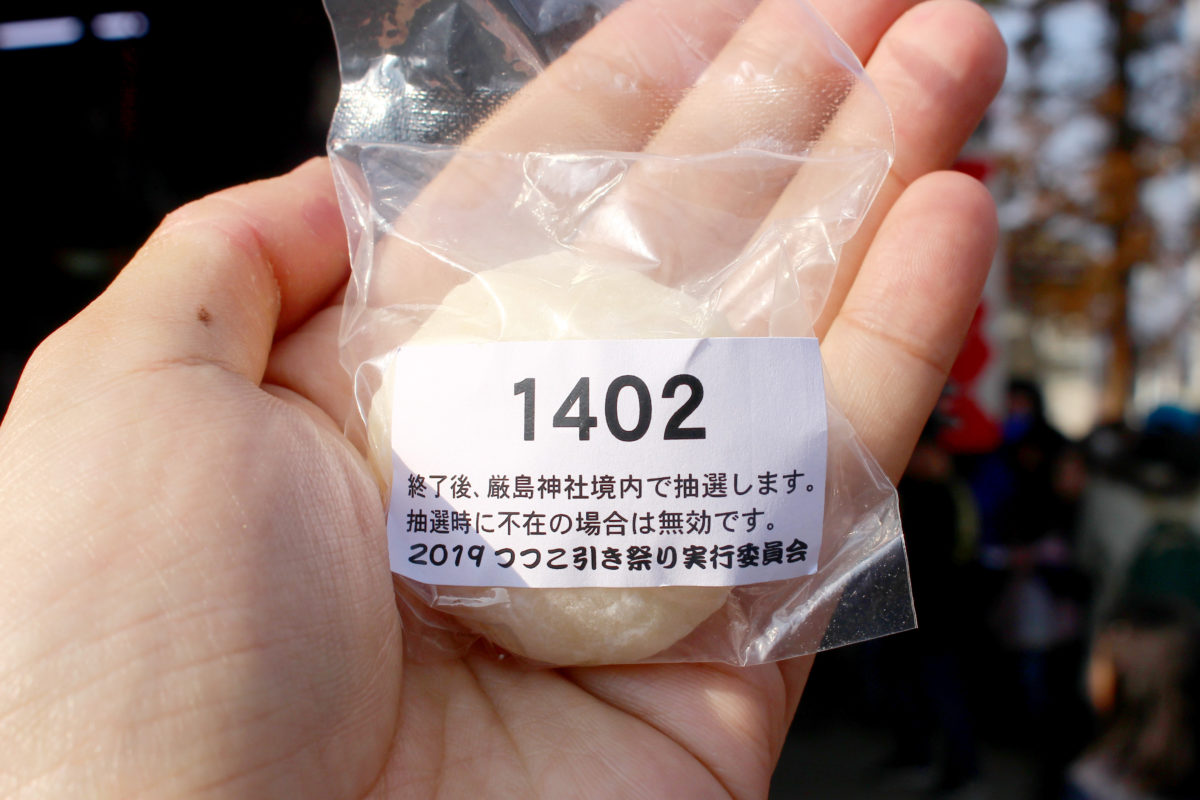 1402
終了後、厳島神社境内で抽選します。
抽選時に不在の場合は無効です。
2019 つつこ引き祭り実行委員会